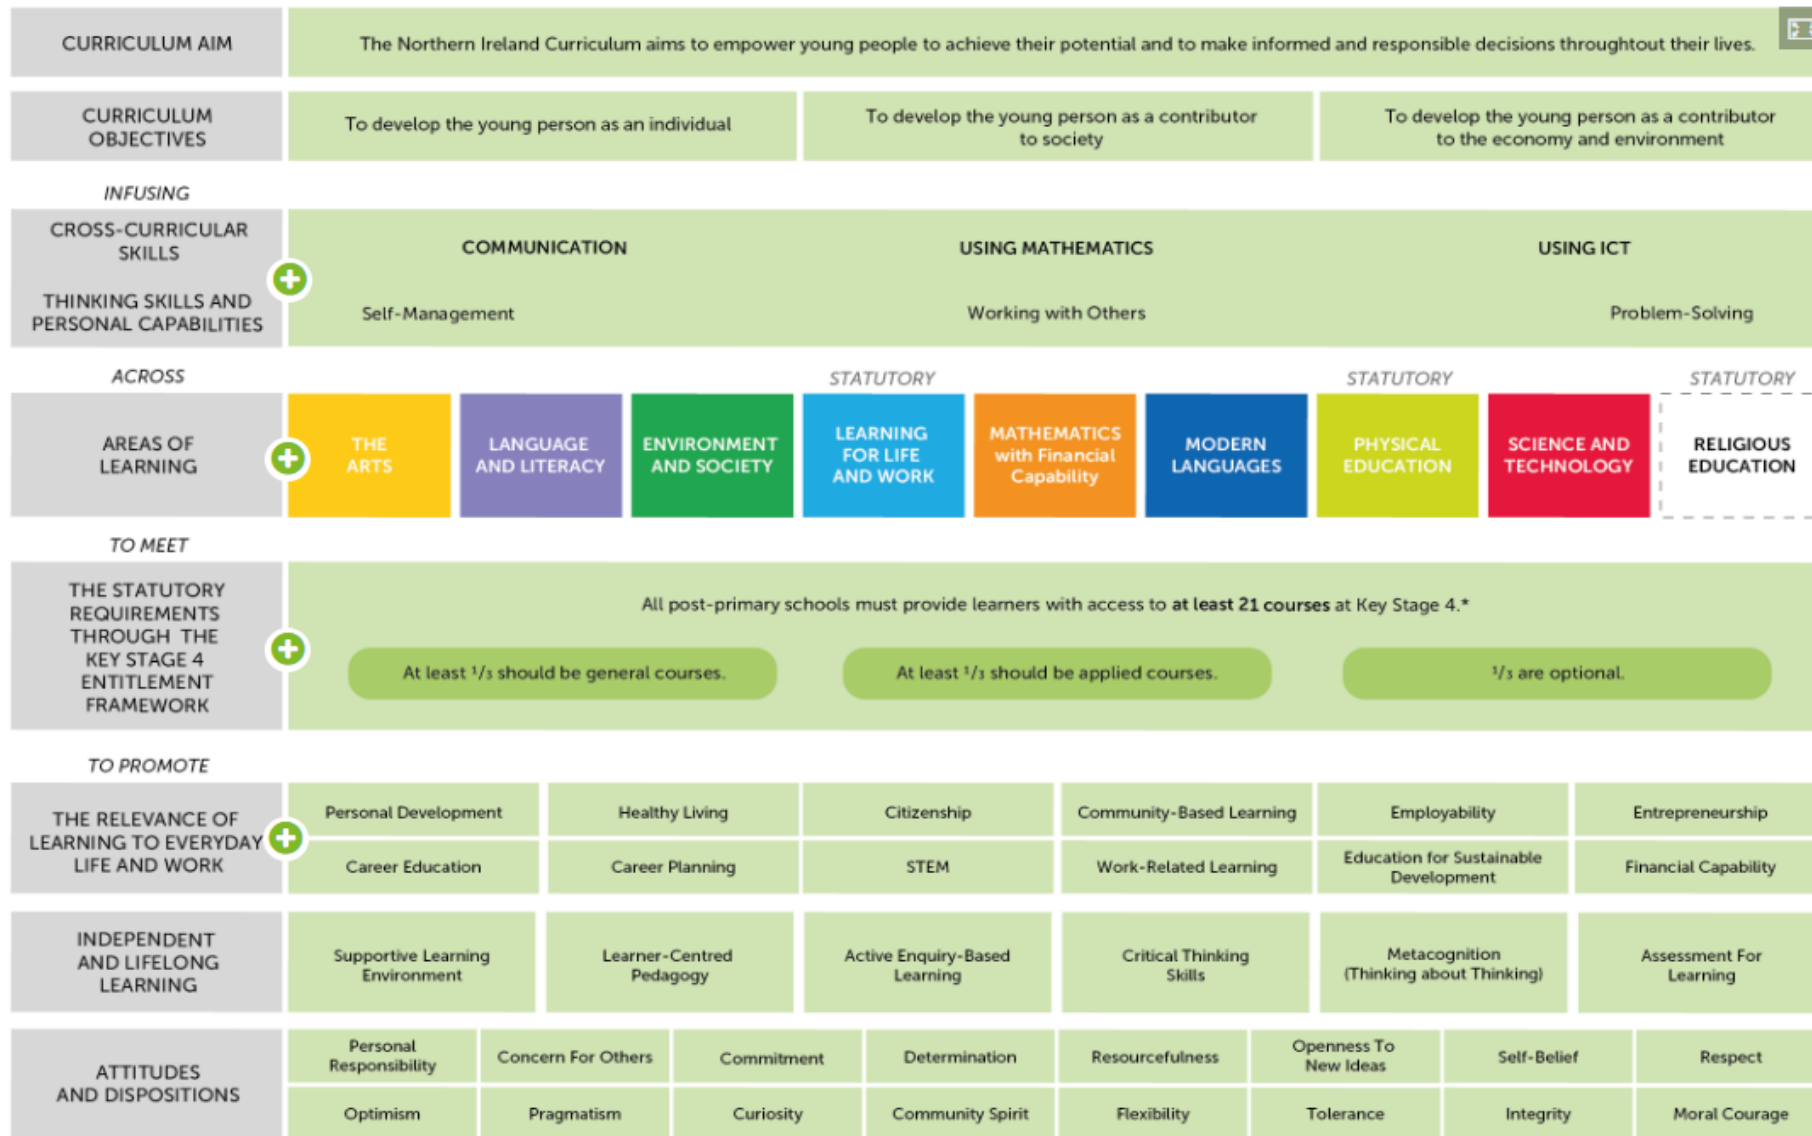 CURRICULUM AIM
The Northern Ireland Curriculum aims to empower young people to achieve their potential and to make informed and responsible decisions throughtout their lives.
CURRICULUM
OBJECTIVES
To develop the young person as an individual
To develop the young person as a contributor
to society
To develop the young person as a contributor
to the economy and environment
INFUSING
CROSS-CURRICULAR
SKILLS
COMMUNICATION
USING MATHEMATICS
USING ICT
THINKING SKILLS AND
PERSONAL CAPABILITIES
Self-Management
Working with Others
Problem-Solving
ACROSS
STATUTORY
STATUTORY
STATUTORY
AREAS OF
LEARNING
THE
ARTS
LANGUAGE
AND LITERACY
ENVIRONMENT
AND SOCIETY
LEARNING
FOR LIFE
AND WORK
MATHEMATICS
with Financial
Capability
MODERN
LANGUAGES
PHYSICAL
EDUCATION
SCIENCE AND
TECHNOLOGY
RELIGIOUS
EDUCATION
TO MEET
THE STATUTORY
REQUIREMENTS
THROUGH THE
KEY STAGE 4
ENTITLEMENT
FRAMEWORK
All post-primary schools must provide learners with access to at least 21 courses at Key Stage 4.*
At least 1/3 should be general courses.
At least 1/3 should be applied courses.
1/3 are optional.
TO PROMOTE
THE RELEVANCE OF
LEARNING TO EVERYDAY
LIFE AND WORK
Personal Development
Healthy Living
Citizenship
Community-Based Learning
Employability
Entrepreneurship
Career Education
Career Planning
STEM
Work-Related Learning
Education for Sustainable
Development
Financial Capability
INDEPENDENT
AND LIFELONG
LEARNING
Supportive Learning
Environment
Learner-Centred
Pedagogy
Active Enquiry-Based
Learning
Critical Thinking
Skills
Metacognition
(Thinking about Thinking)
Assessment For
Learning
ATTITUDES
AND DISPOSITIONS
Personal
Responsibility
Concern For Others
Commitment
Determination
Resourcefulness
Openness To
New Ideas
Self-Belief
Respect
Optimism
Pragmatism
Curiosity
Community Spirit
Flexibility
Tolerance
Integrity
Moral Courage